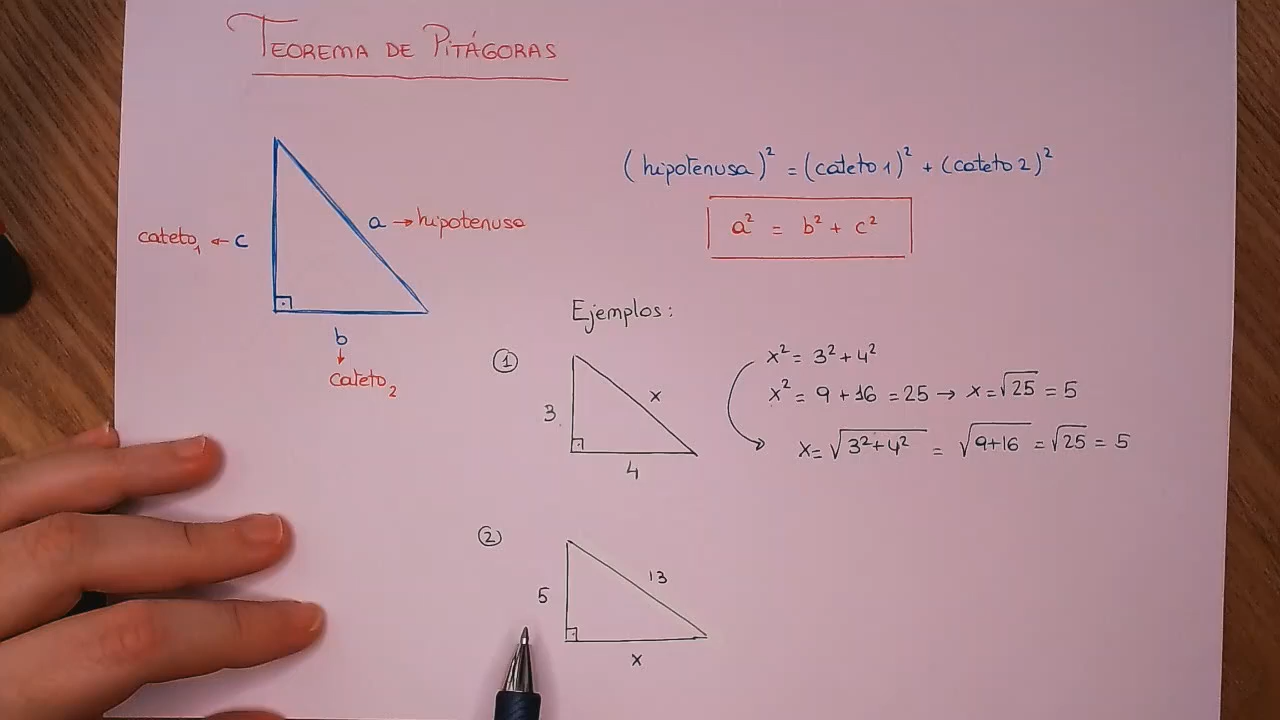 TEOREMA DE PITÁGORAS
(hipotenusa)² = (cateto 1)² + (cateto 2)²
a² = b² + c²
a → hipotenusa
cateto₁ ← c
b
↓
cateto₂
Ejemplos:
①
3
x
4
x² = 3² + 4²
x² = 9 + 16 = 25 → x = √25 = 5
x = √3²+4² = √9+16 = √25 = 5
②
5
13
x